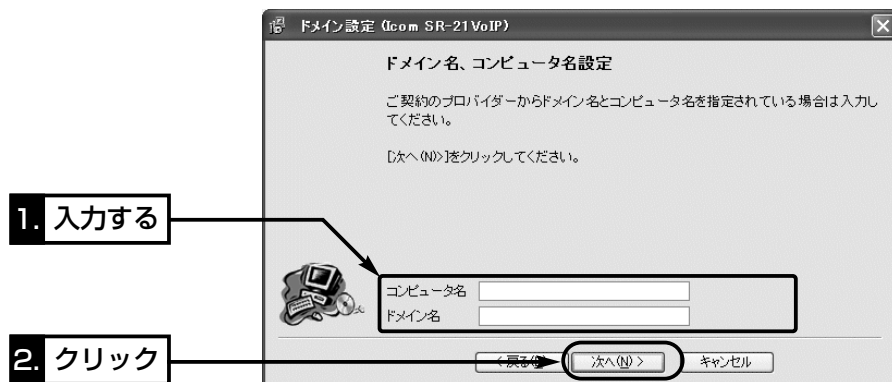 ドメイン設定 (Icom SR-21VoIP)
ドメイン名、コンピュータ名設定
ご契約のプロバイダーからドメイン名とコンピュータ名を指定されている場合は入力し
てください。
[次へ(N)>]をクリックしてください。
1. 入力する
コンピュータ名
ドメイン名
2. クリック
< 戻る(B) 次へ(N) > キャンセル